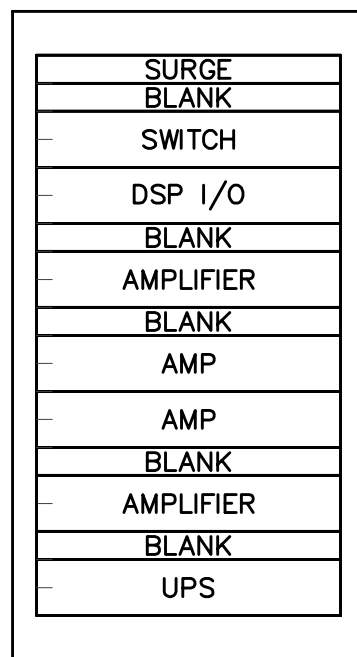 SURGE
BLANK
SWITCH
DSP I/O
BLANK
AMPLIFIER
BLANK
AMP
AMP
BLANK
AMPLIFIER
BLANK
UPS